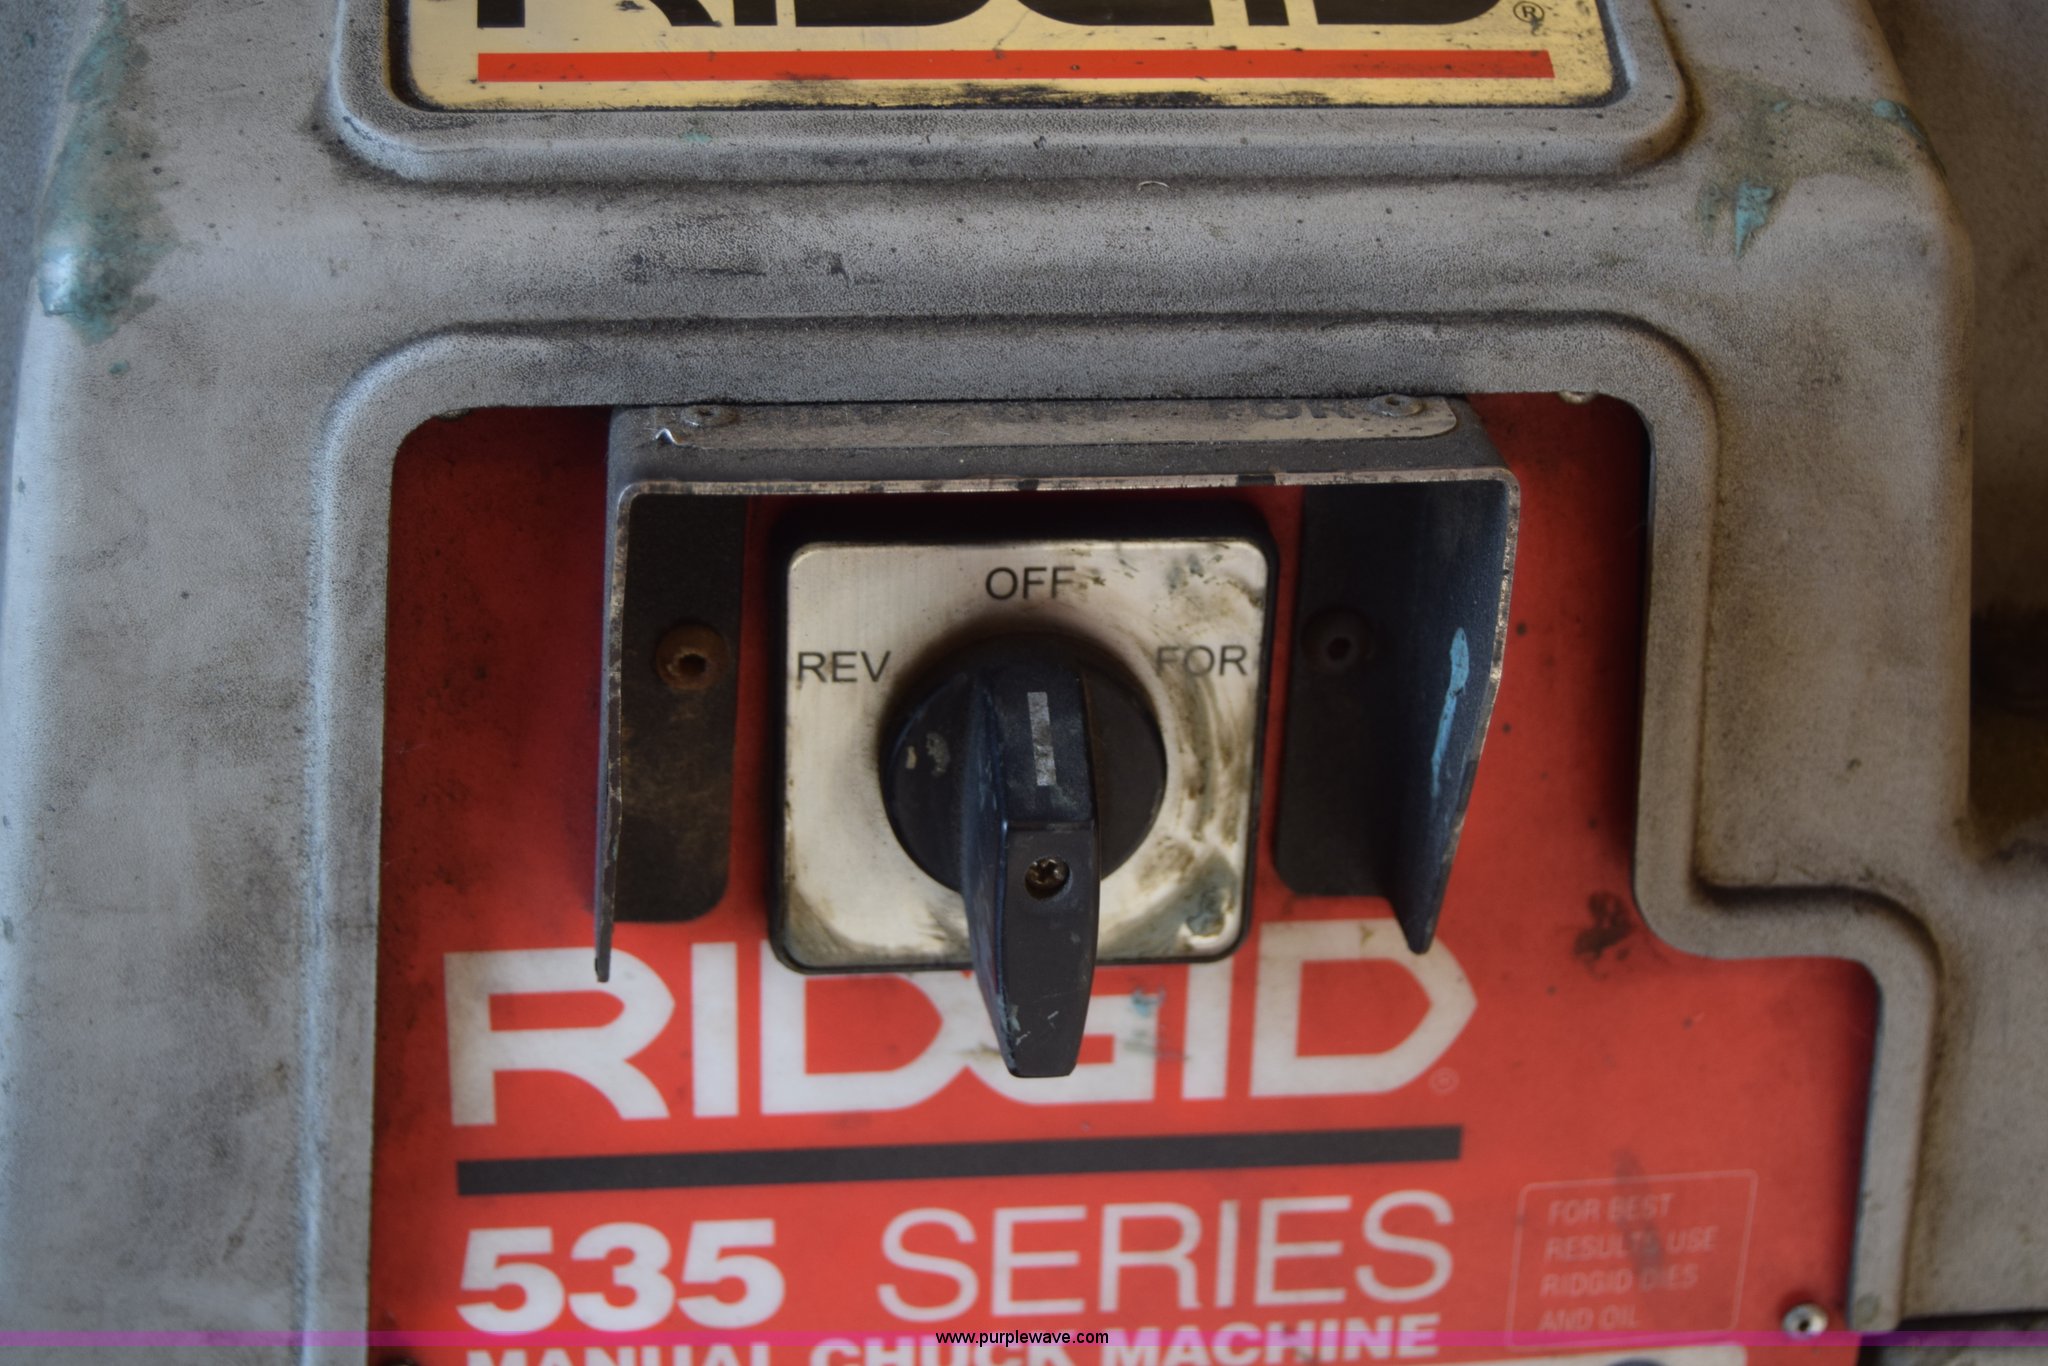 RIDGID
®
FOR
OFF
REV
FOR
RIDGID®
535 SERIES
MANUAL CHUCK MACHINE
FOR BEST
RESULTS USE
RIDGID DIES
AND OIL
www.purplewave.com